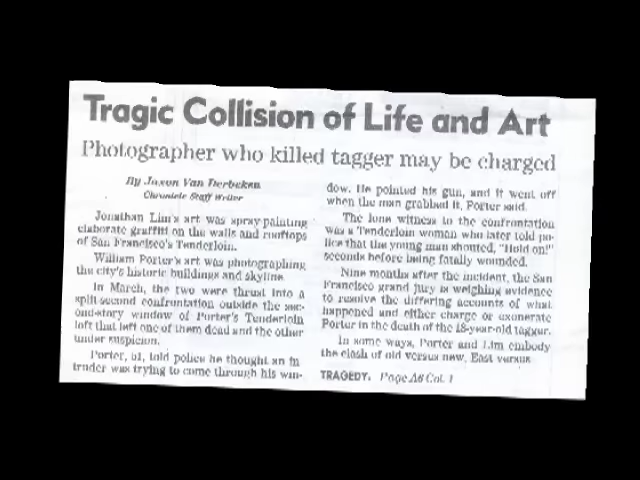 Tragic Collision of Life and Art
Photographer who killed tagger may be charged
By Jaxon Van Derbeken
Chronicle Staff Writer
Jonathan Lim's art was spray-painting
elaborate graffiti on the walls and rooftops
of San Francisco's Tenderloin.
William Porter's art was photographing
the city's historic buildings and skyline.
In March, the two were thrust into a
split-second confrontation outside the sec-
ond-story window of Porter's Tenderloin
loft that left one of them dead and the other
under suspicion.
Porter, 51, told police he thought an in-
truder was trying to come through his win-
dow. He pointed his gun, and it went off
when the man grabbed it, Porter said.
The lone witness to the confrontation
was a Tenderloin woman who later told po-
lice that the young man shouted, "Hold on!"
seconds before being fatally wounded.
Nine months after the incident, the San
Francisco grand jury is weighing evidence
to resolve the differing accounts of what
happened and either charge or exonerate
Porter in the death of the 18-year-old tagger.
In some ways, Porter and Lim embody
the clash of old versus new, East versus
TRAGEDY: Page A6 Col. 1